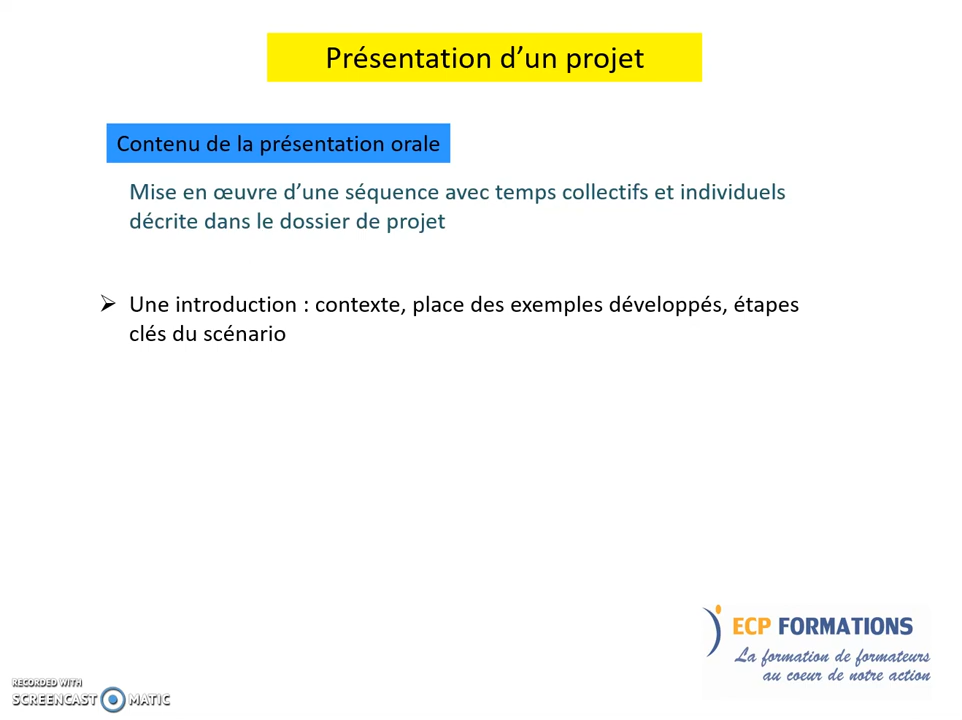 Présentation d’un projet
Contenu de la présentation orale
Mise en œuvre d’une séquence avec temps collectifs et individuels
décrite dans le dossier de projet
Une introduction : contexte, place des exemples développés, étapes
clés du scénario
ECP FORMATIONS
La formation de formateurs
au coeur de notre action
RECORDED WITH
SCREENCAST MATIC